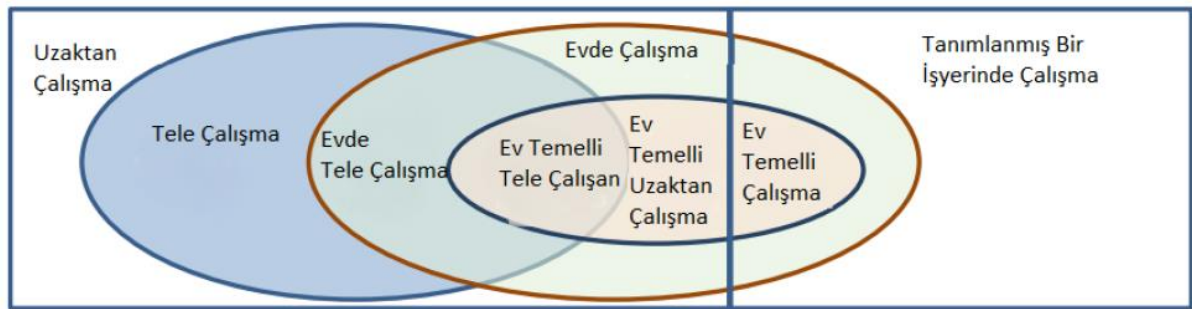 Uzaktan
Çalışma
Tele Çalışma
Evde
Tele Çalışma
Evde Çalışma
Ev Temelli
Tele Çalışan
Ev
Temelli
Uzaktan
Çalışma
Ev
Temelli
Çalışma
Tanımlanmış Bir
İşyerinde Çalışma